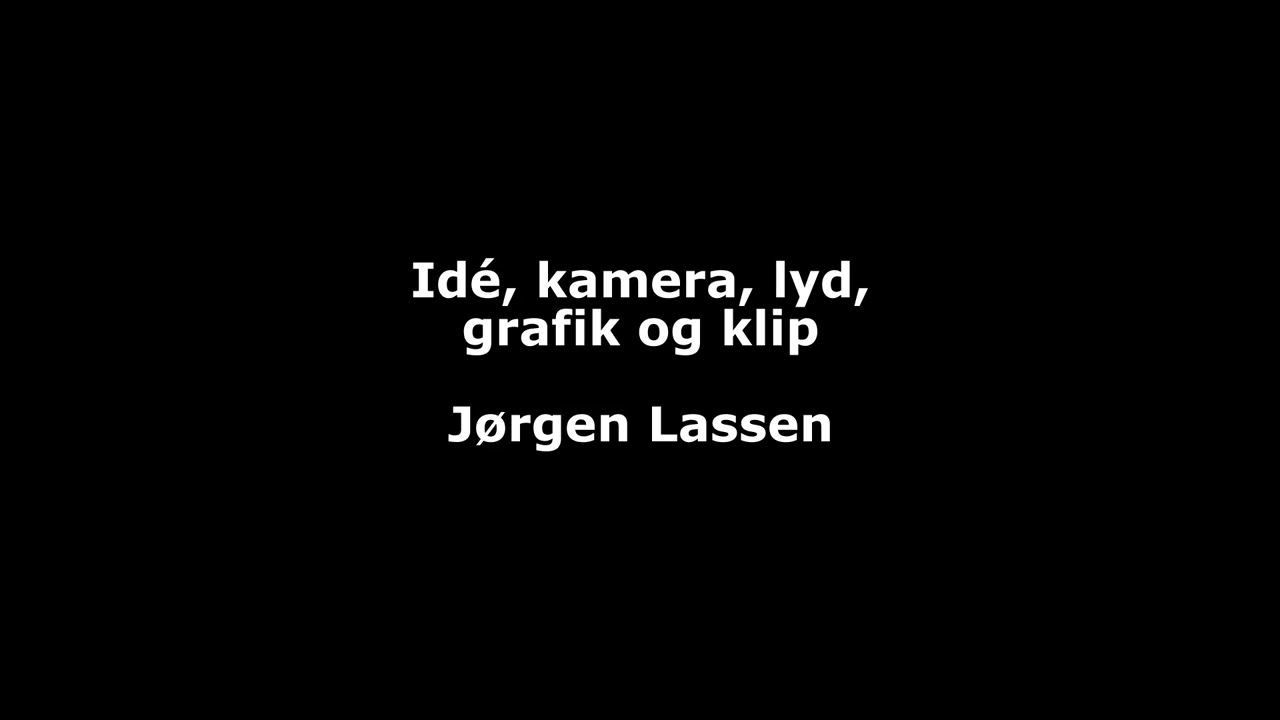 Idé, kamera, lyd,
grafik og klip
Jørgen Lassen